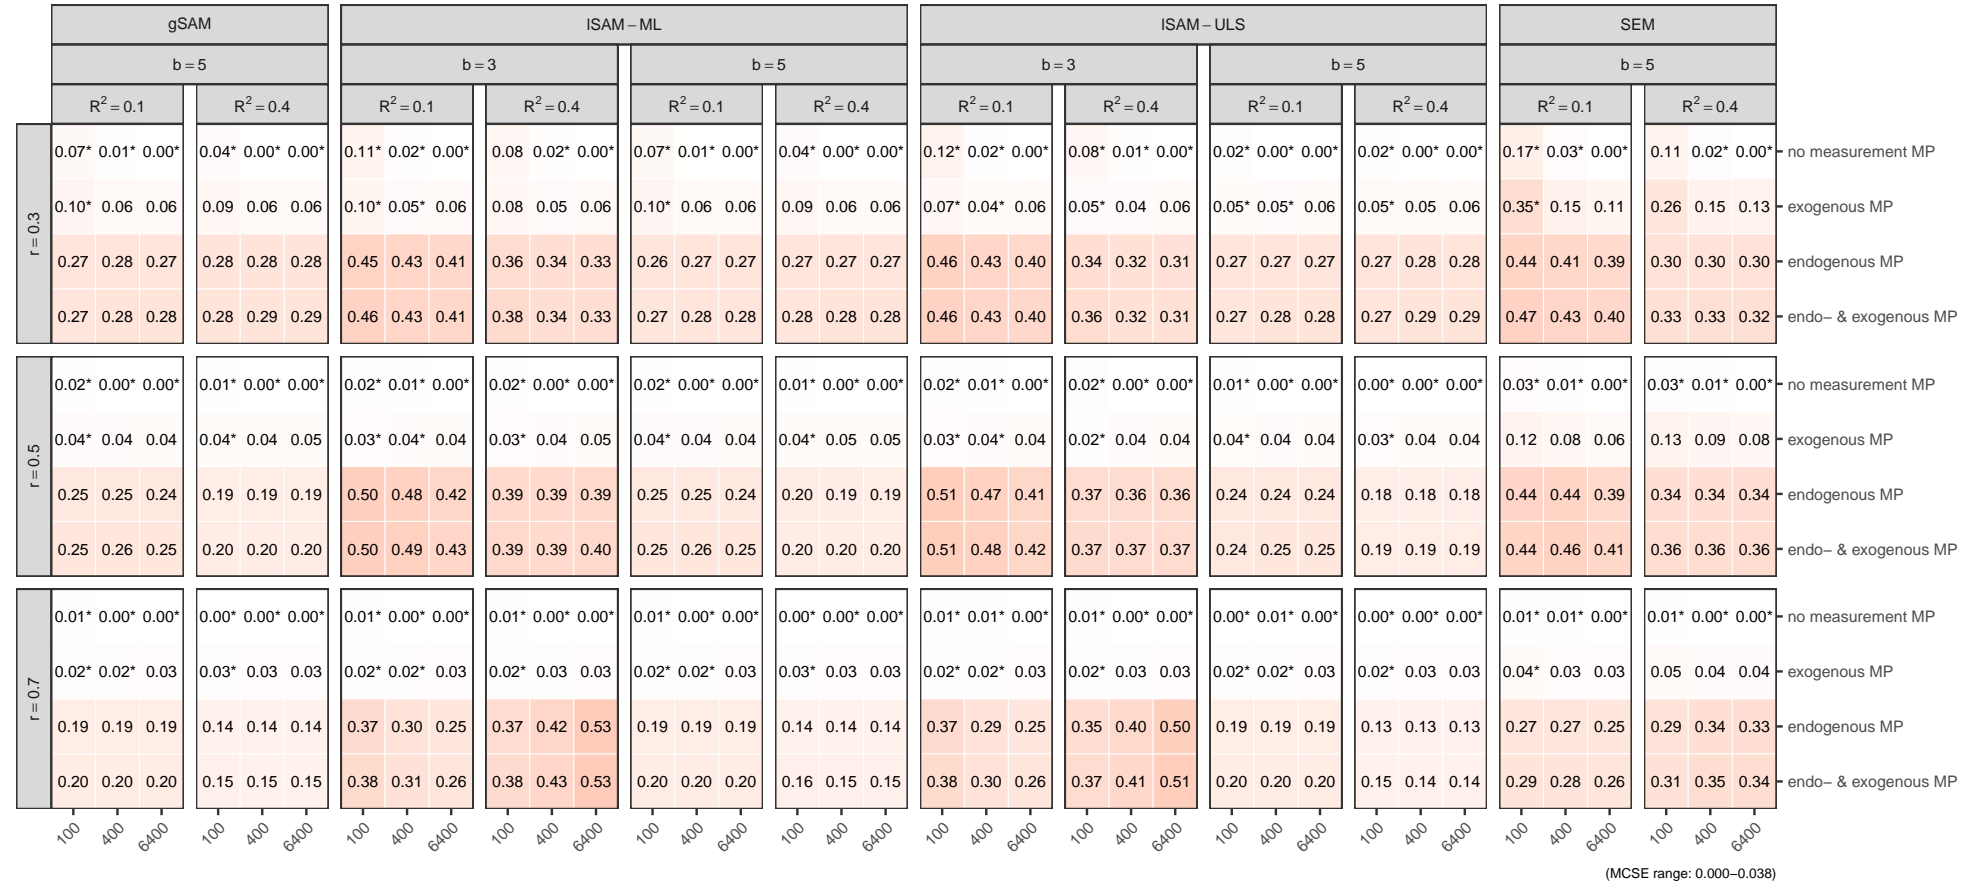 gSAM lSAM – ML lSAM – ULS SEM
b = 5 b = 3 b = 5 b = 3 b = 5 b = 5
R² = 0.1 R² = 0.4 R² = 0.1 R² = 0.4 R² = 0.1 R² = 0.4 R² = 0.1 R² = 0.4 R² = 0.1 R² = 0.4 R² = 0.1 R² = 0.4
r = 0.3
0.07* 0.01* 0.00* 0.04* 0.00* 0.00* 0.11* 0.02* 0.00* 0.08 0.02* 0.00* 0.07* 0.01* 0.00* 0.04* 0.00* 0.00* 0.12* 0.02* 0.00* 0.08* 0.01* 0.00* 0.02* 0.00* 0.00* 0.02* 0.00* 0.00* 0.17* 0.03* 0.00* 0.11 0.02* 0.00* no measurement MP
0.10* 0.06 0.06 0.09 0.06 0.06 0.10* 0.05* 0.06 0.08 0.05 0.06 0.10* 0.06 0.06 0.09 0.06 0.06 0.07* 0.04* 0.06 0.05* 0.04 0.06 0.05* 0.05* 0.06 0.05* 0.05 0.06 0.35* 0.15 0.11 0.26 0.15 0.13 exogenous MP
0.27 0.28 0.27 0.28 0.28 0.28 0.45 0.43 0.41 0.36 0.34 0.33 0.26 0.27 0.27 0.27 0.27 0.27 0.46 0.43 0.40 0.34 0.32 0.31 0.27 0.27 0.27 0.27 0.28 0.28 0.44 0.41 0.39 0.30 0.30 0.30 endogenous MP
0.27 0.28 0.28 0.28 0.29 0.29 0.46 0.43 0.41 0.38 0.34 0.33 0.27 0.28 0.28 0.28 0.28 0.28 0.46 0.43 0.40 0.36 0.32 0.31 0.27 0.28 0.28 0.27 0.29 0.29 0.47 0.43 0.40 0.33 0.33 0.32 endo– & exogenous MP
r = 0.5
0.02* 0.00* 0.00* 0.01* 0.00* 0.00* 0.02* 0.01* 0.00* 0.02* 0.00* 0.00* 0.02* 0.00* 0.00* 0.01* 0.00* 0.00* 0.02* 0.01* 0.00* 0.02* 0.00* 0.00* 0.01* 0.00* 0.00* 0.00* 0.00* 0.00* 0.03* 0.01* 0.00* 0.03* 0.01* 0.00* no measurement MP
0.04* 0.04 0.04 0.04* 0.04 0.05 0.03* 0.04* 0.04 0.03* 0.04 0.05 0.04* 0.04 0.04 0.04* 0.05 0.05 0.03* 0.04* 0.04 0.02* 0.04 0.04 0.04* 0.04 0.04 0.03* 0.04 0.04 0.12 0.08 0.06 0.13 0.09 0.08 exogenous MP
0.25 0.25 0.24 0.19 0.19 0.19 0.50 0.48 0.42 0.39 0.39 0.39 0.25 0.25 0.24 0.20 0.19 0.19 0.51 0.47 0.41 0.37 0.36 0.36 0.24 0.24 0.24 0.18 0.18 0.18 0.44 0.44 0.39 0.34 0.34 0.34 endogenous MP
0.25 0.26 0.25 0.20 0.20 0.20 0.50 0.49 0.43 0.39 0.39 0.40 0.25 0.26 0.25 0.20 0.20 0.20 0.51 0.48 0.42 0.37 0.37 0.37 0.24 0.25 0.25 0.19 0.19 0.19 0.44 0.46 0.41 0.36 0.36 0.36 endo– & exogenous MP
r = 0.7
0.01* 0.00* 0.00* 0.00* 0.00* 0.00* 0.01* 0.00* 0.00* 0.01* 0.00* 0.00* 0.01* 0.00* 0.00* 0.00* 0.00* 0.00* 0.01* 0.01* 0.00* 0.01* 0.00* 0.00* 0.00* 0.01* 0.00* 0.00* 0.00* 0.00* 0.01* 0.01* 0.00* 0.01* 0.00* 0.00* no measurement MP
0.02* 0.02* 0.03 0.03* 0.03 0.03 0.02* 0.02* 0.03 0.02* 0.03 0.03 0.02* 0.02* 0.03 0.03* 0.03 0.03 0.02* 0.02* 0.03 0.02* 0.03 0.03 0.02* 0.02* 0.03 0.02* 0.03 0.03 0.04* 0.03 0.03 0.05 0.04 0.04 exogenous MP
0.19 0.19 0.19 0.14 0.14 0.14 0.37 0.30 0.25 0.37 0.42 0.53 0.19 0.19 0.19 0.14 0.14 0.14 0.37 0.29 0.25 0.35 0.40 0.50 0.19 0.19 0.19 0.13 0.13 0.13 0.27 0.27 0.25 0.29 0.34 0.33 endogenous MP
0.20 0.20 0.20 0.15 0.15 0.15 0.38 0.31 0.26 0.38 0.43 0.53 0.20 0.20 0.20 0.16 0.15 0.15 0.38 0.30 0.26 0.37 0.41 0.51 0.20 0.20 0.20 0.15 0.14 0.14 0.29 0.28 0.26 0.31 0.35 0.34 endo– & exogenous MP
100 400 6400 100 400 6400 100 400 6400 100 400 6400 100 400 6400 100 400 6400 100 400 6400 100 400 6400 100 400 6400 100 400 6400 100 400 6400 100 400 6400
(MCSE range: 0.000–0.038)